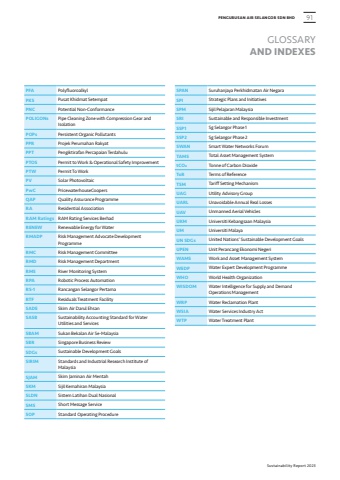 PENGURUSAN AIR SELANGOR SDN BHD 91
GLOSSARY
AND INDEXES
PFA Polyfluoroalkyl
PKS Pusat Khidmat Setempat
PNC Potential Non-Conformance
POLIGONs Pipe Cleaning Zone with Compression Gear and
Isolation
POPs Persistent Organic Pollutants
PPR Projek Perumahan Rakyat
PPT Pengiktirafan Percapaian Terdahulu
PTOS Permit to Work & Operational Safety Improvement
PTW Permit To Work
PV Solar Photovoltaic
PwC PricewaterhouseCoopers
QAP Quality Assurance Programme
RA Residential Association
RAM Ratings RAM Rating Services Berhad
RENEW Renewable Energy for Water
RMADP Risk Management Advocate Development
Programme
RMC Risk Management Committee
RMD Risk Management Department
RMS River Monitoring System
RPA Robotic Process Automation
RS-1 Rancangan Selangor Pertama
RTF Residuals Treatment Facility
SADE Skim Air Darul Ehsan
SASB Sustainability Accounting Standard for Water
Utilities and Services
SBAM Sukan Bekalan Air Se-Malaysia
SBR Singapore Business Review
SDGs Sustainable Development Goals
SIRIM Standards and Industrial Research Institute of
Malaysia
SJAM Skim Jaminan Air Mentah
SKM Sijil Kemahiran Malaysia
SLDN Sistem Latihan Dual Nasional
SMS Short Message Service
SOP Standard Operating Procedure
SPAN Suruhanjaya Perkhidmatan Air Negara
SPI Strategic Plans and Initiatives
SPM Sijil Pelajaran Malaysia
SRI Sustainable and Responsible Investment
SSP1 Sg Selangor Phase 1
SSP2 Sg Selangor Phase 2
SWAN Smart Water Networks Forum
TAMS Total Asset Management System
tCO₂ Tonne of Carbon Dioxide
ToR Terms of Reference
TSM Tariff Setting Mechanism
UAG Utility Advisory Group
UARL Unavoidable Annual Real Losses
UAV Unmanned Aerial Vehicles
UKM Universiti Kebangsaan Malaysia
UM Universiti Malaya
UN SDGs United Nations' Sustainable Development Goals
UPEN Unit Perancang Ekonomi Negeri
WAMS Work and Asset Management System
WEDP Water Expert Development Programme
WHO World Health Organization
WISDOM Water Intelligence for Supply and Demand
Operations Management
WRP Water Reclamation Plant
WSIA Water Services Industry Act
WTP Water Treatment Plant
Sustainability Report 2023